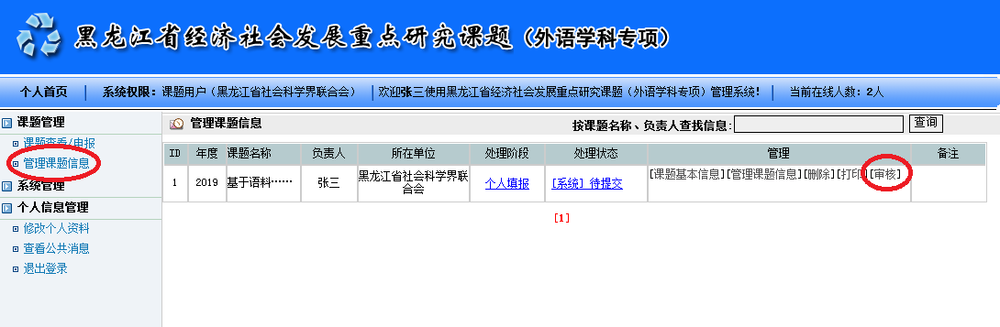 黑龙江省经济社会发展重点研究课题（外语学科专项）
个人首页 系统权限：课题用户（黑龙江省社会科学界联合会） 欢迎张三使用黑龙江省经济社会发展重点研究课题（外语学科专项）管理系统! 当前在线人数：2人
课题管理
课题查看/申报
管理课题信息
系统管理
个人信息管理
修改个人资料
查看公共消息
退出登录
管理课题信息 按课题名称、负责人查找信息: 查询
ID 年度 课题名称 负责人 所在单位 处理阶段 处理状态 管理 备注
1 2019 基于语料…… 张三 黑龙江省社会科学界联合会 个人填报 [系统] 待提交 [课题基本信息][管理课题信息][删除][打印][审核]
[1]